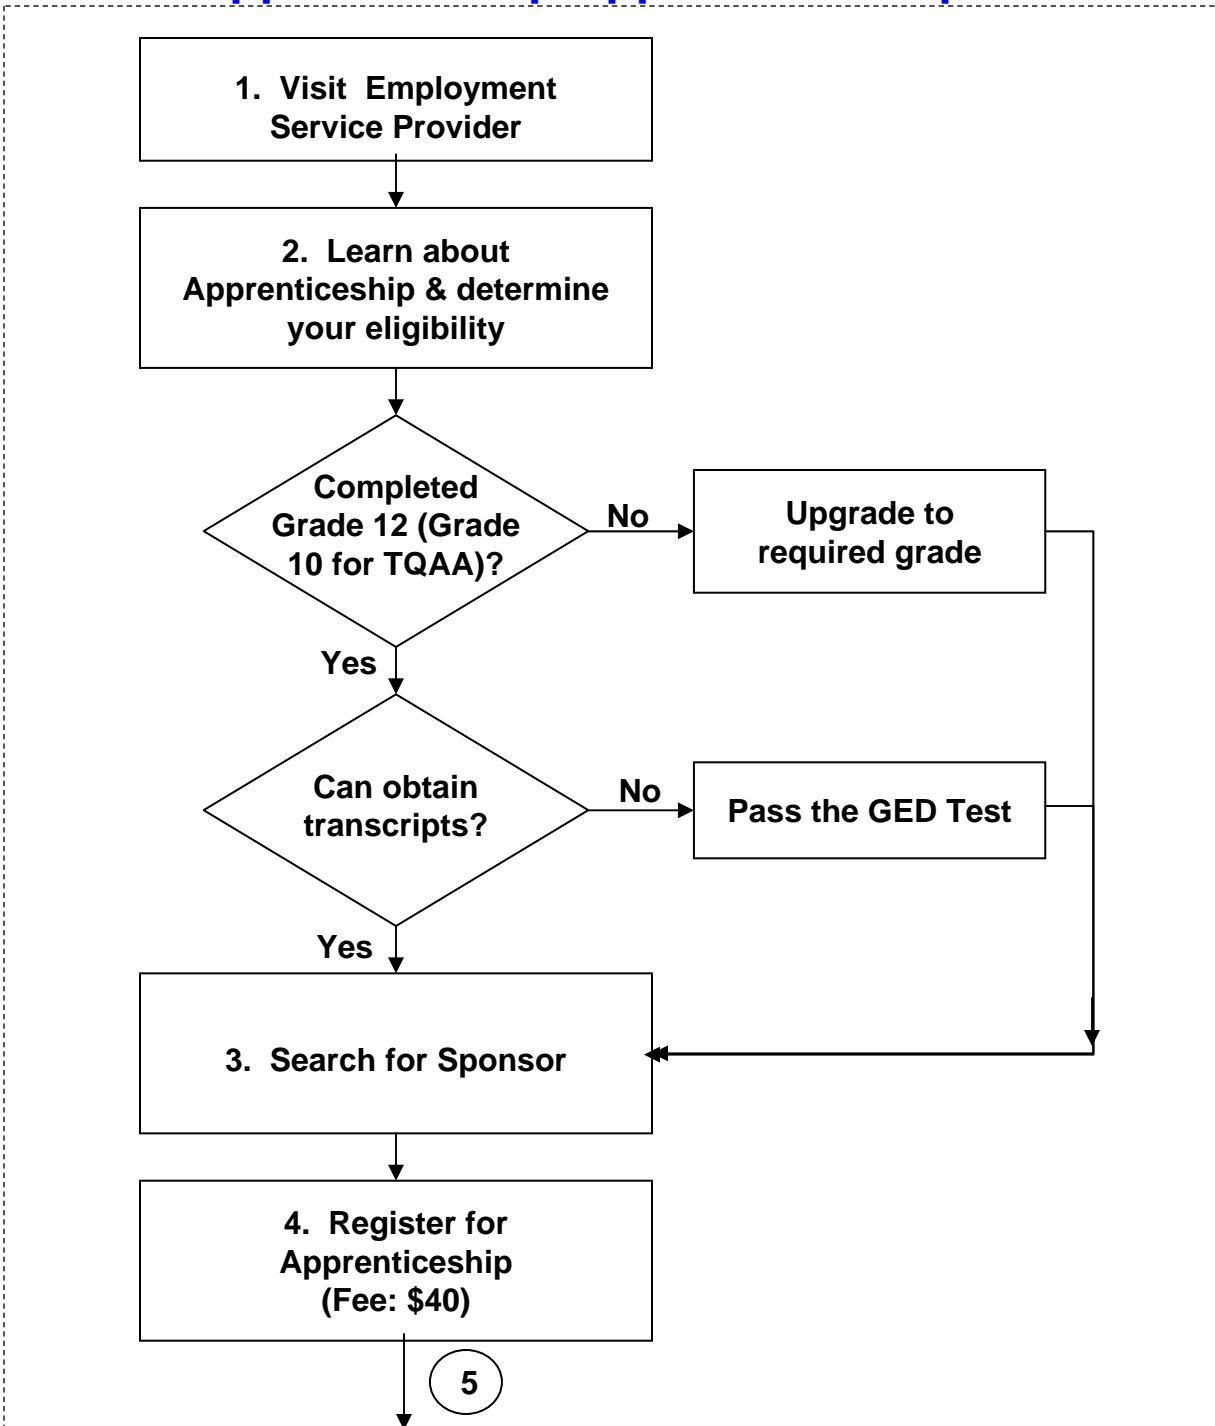 1. Visit Employment
Service Provider
2. Learn about
Apprenticeship & determine
your eligibility
Completed
Grade 12 (Grade
10 for TQAA)?
No
Upgrade to
required grade
Yes
Can obtain
transcripts?
No
Pass the GED Test
Yes
3. Search for Sponsor
4. Register for
Apprenticeship
(Fee: $40)
5